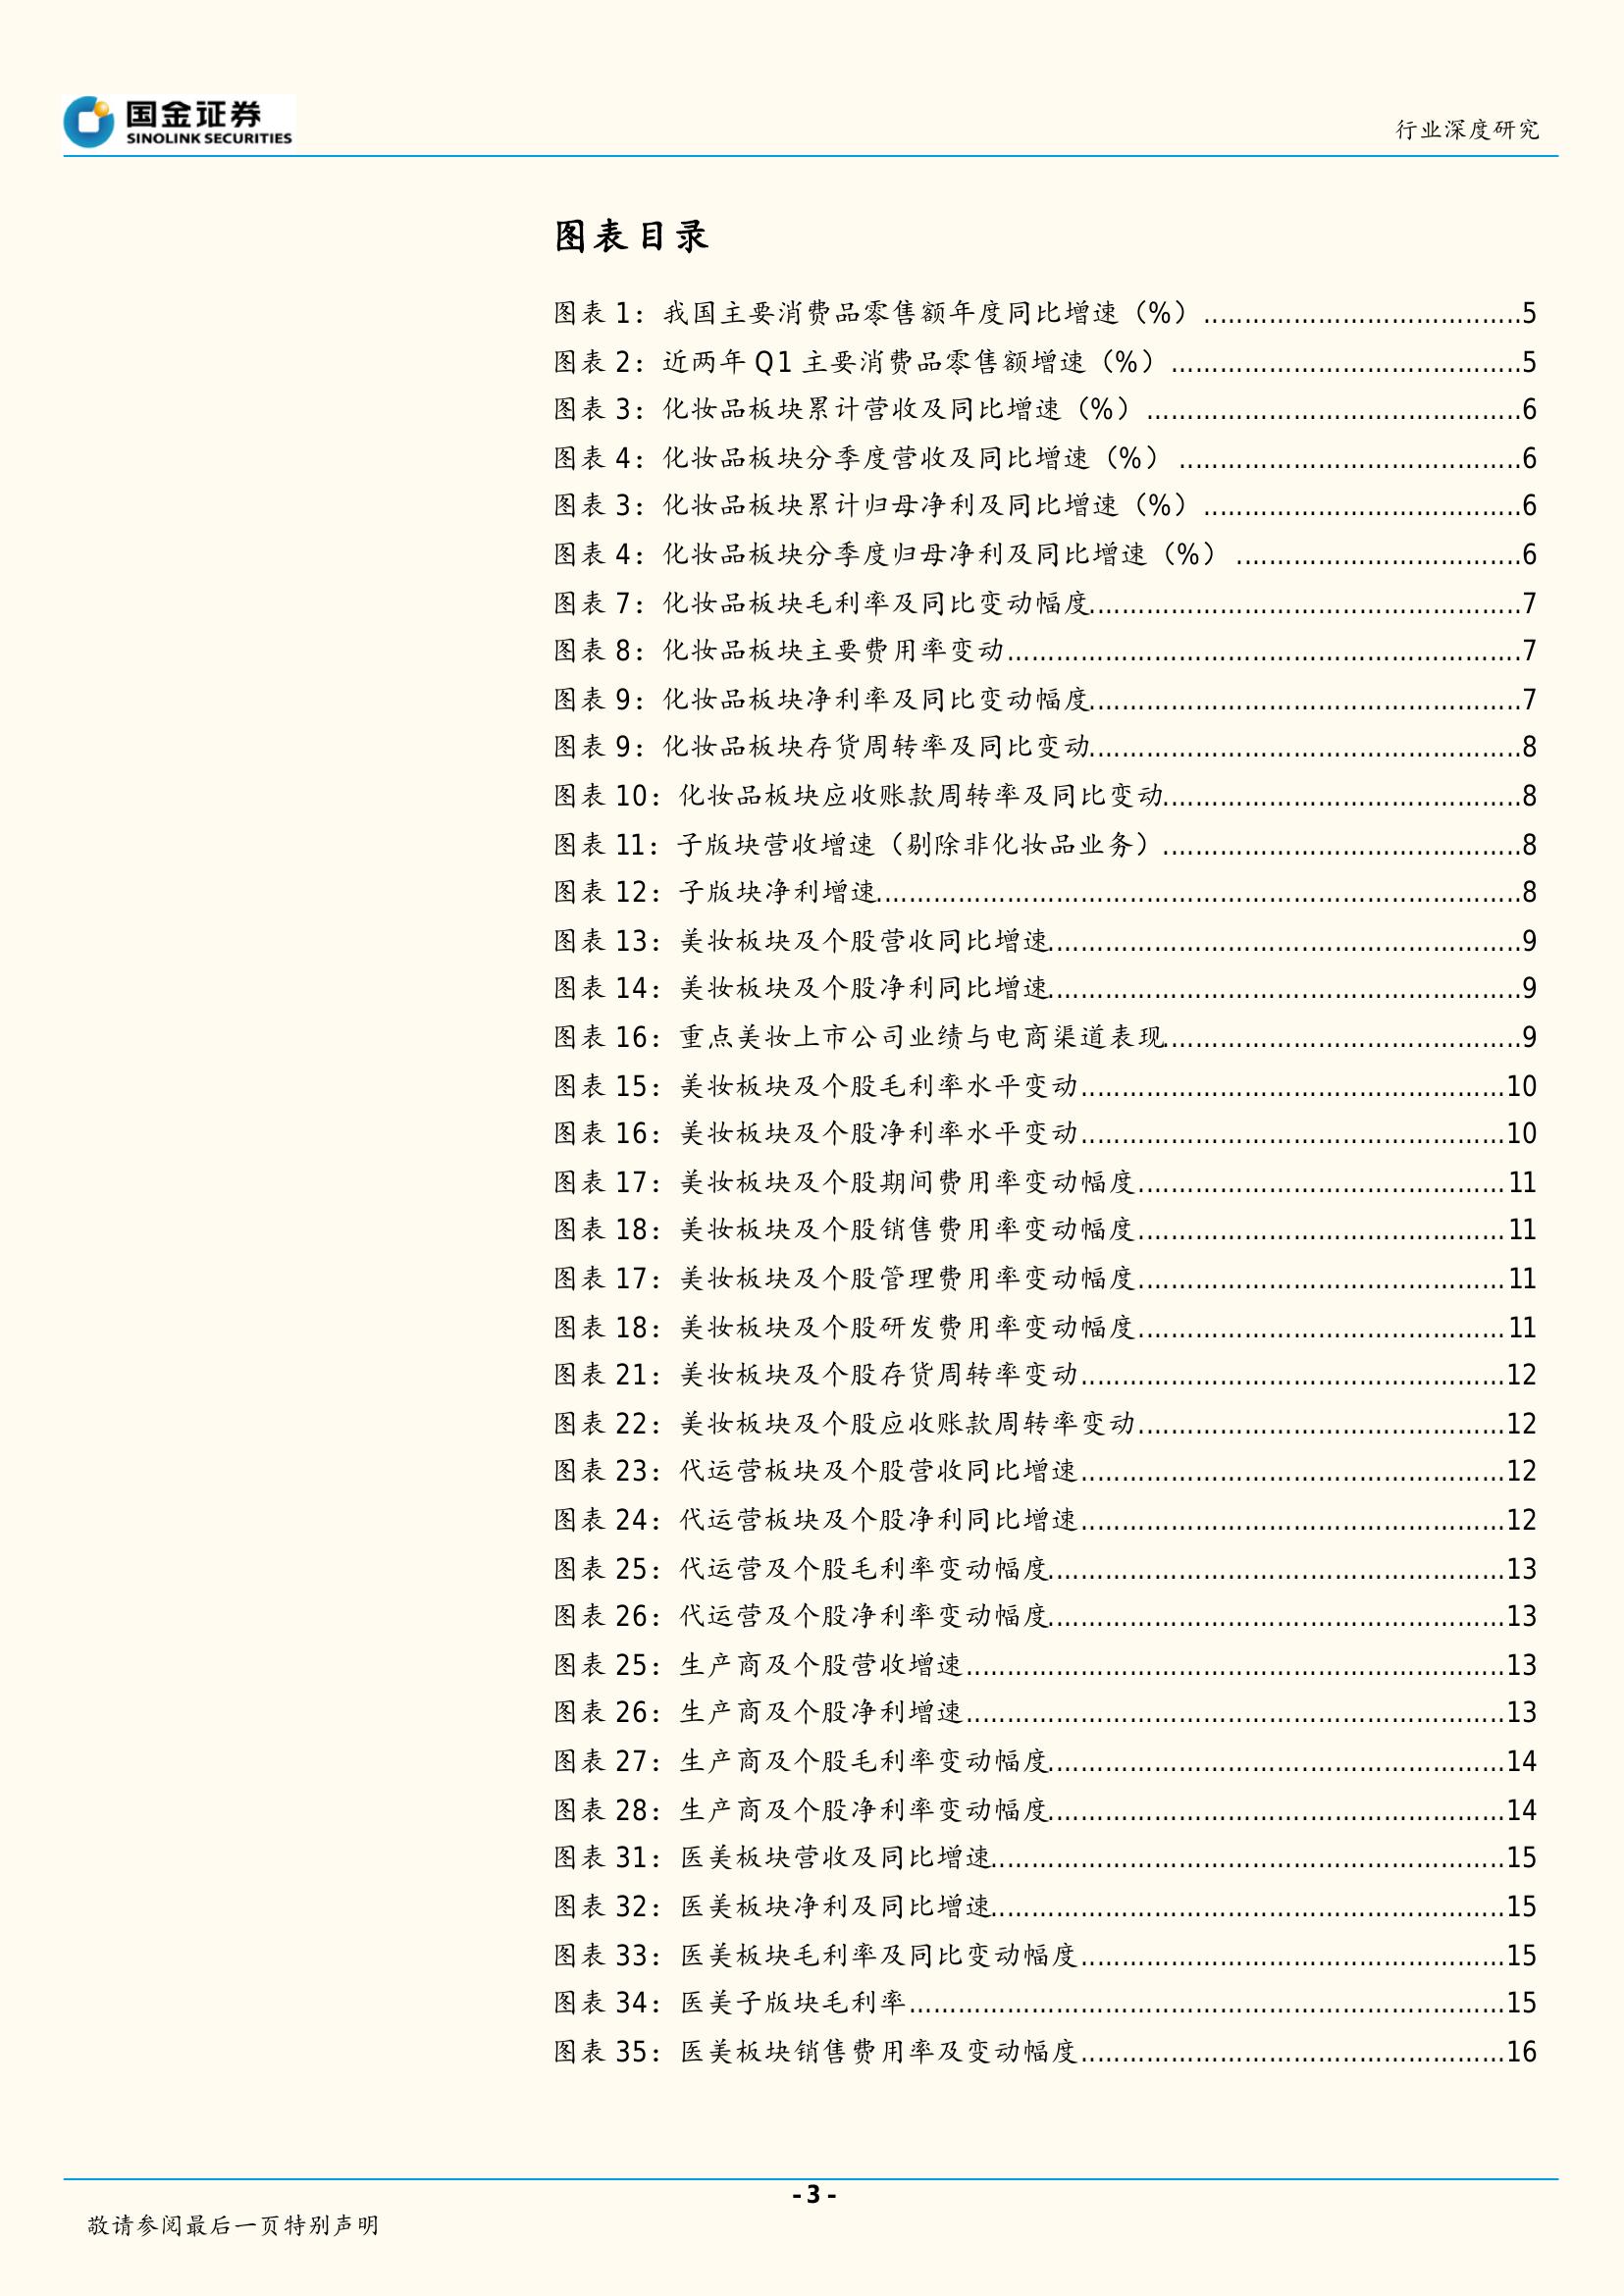 国金证券
SINOLINK SECURITIES
行业深度研究
图表目录
图表 1：我国主要消费品零售额年度同比增速（%）.......................................5
图表 2：近两年 Q1 主要消费品零售额增速（%）...........................................5
图表 3：化妆品板块累计营收及同比增速（%）..............................................6
图表 4：化妆品板块分季度营收及同比增速（%）..........................................6
图表 3：化妆品板块累计归母净利及同比增速（%）.......................................6
图表 4：化妆品板块分季度归母净利及同比增速（%）...................................6
图表 7：化妆品板块毛利率及同比变动幅度.....................................................7
图表 8：化妆品板块主要费用率变动...............................................................7
图表 9：化妆品板块净利率及同比变动幅度.....................................................7
图表 9：化妆品板块存货周转率及同比变动.....................................................8
图表 10：化妆品板块应收账款周转率及同比变动............................................8
图表 11：子版块营收增速（剔除非化妆品业务）............................................8
图表 12：子版块净利增速...............................................................................8
图表 13：美妆板块及个股营收同比增速..........................................................9
图表 14：美妆板块及个股净利同比增速..........................................................9
图表 16：重点美妆上市公司业绩与电商渠道表现............................................9
图表 15：美妆板块及个股毛利率水平变动....................................................10
图表 16：美妆板块及个股净利率水平变动....................................................10
图表 17：美妆板块及个股期间费用率变动幅度.............................................11
图表 18：美妆板块及个股销售费用率变动幅度.............................................11
图表 17：美妆板块及个股管理费用率变动幅度.............................................11
图表 18：美妆板块及个股研发费用率变动幅度.............................................11
图表 21：美妆板块及个股存货周转率变动....................................................12
图表 22：美妆板块及个股应收账款周转率变动.............................................12
图表 23：代运营板块及个股营收同比增速....................................................12
图表 24：代运营板块及个股净利同比增速....................................................12
图表 25：代运营及个股毛利率变动幅度........................................................13
图表 26：代运营及个股净利率变动幅度........................................................13
图表 25：生产商及个股营收增速..................................................................13
图表 26：生产商及个股净利增速..................................................................13
图表 27：生产商及个股毛利率变动幅度........................................................14
图表 28：生产商及个股净利率变动幅度........................................................14
图表 31：医美板块营收及同比增速...............................................................15
图表 32：医美板块净利及同比增速...............................................................15
图表 33：医美板块毛利率及同比变动幅度....................................................15
图表 34：医美子版块毛利率.........................................................................15
图表 35：医美板块销售费用率及变动幅度....................................................16
- 3 -
敬请参阅最后一页特别声明